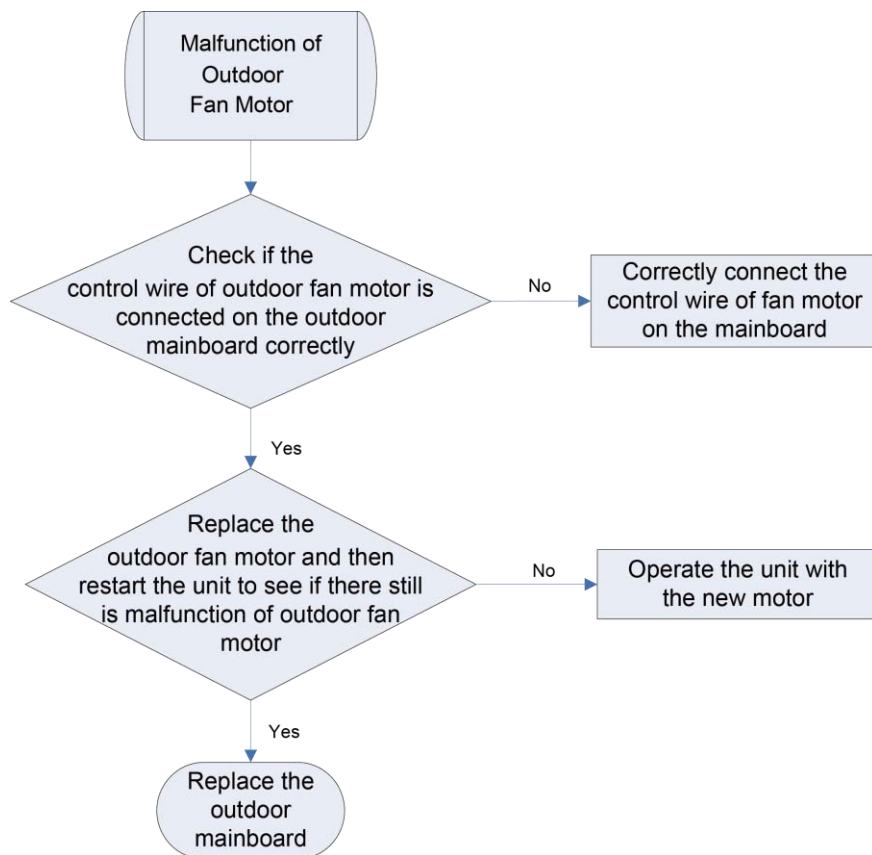 Malfunction of
Outdoor
Fan Motor
Check if the
control wire of outdoor fan motor is
connected on the outdoor
mainboard correctly
No
Correctly connect the
control wire of fan motor
on the mainboard
Yes
Replace the
outdoor fan motor and then
restart the unit to see if there still
is malfunction of outdoor fan
motor
No
Operate the unit with
the new motor
Yes
Replace the
outdoor
mainboard